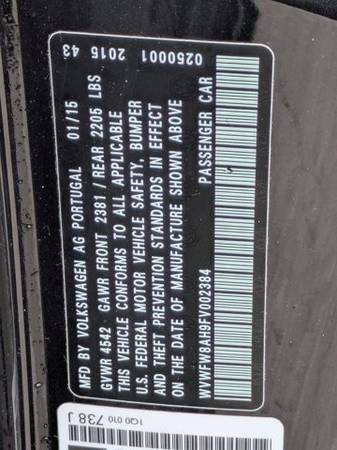 MFD BY VOLKSWAGEN AG PORTUGAL 01/15 2015 43 0250001
GVWR 4542 GAWR FRONT 2381 / REAR 2205 LBS
THIS VEHICLE CONFORMS TO ALL APPLICABLE
U.S. FEDERAL MOTOR VEHICLE SAFETY, BUMPER
AND THEFT PREVENTION STANDARDS IN EFFECT
ON THE DATE OF MANUFACTURE SHOWN ABOVE
WVWFW8AH9FV002384 PASSENGER CAR
1Q0 010 738 J